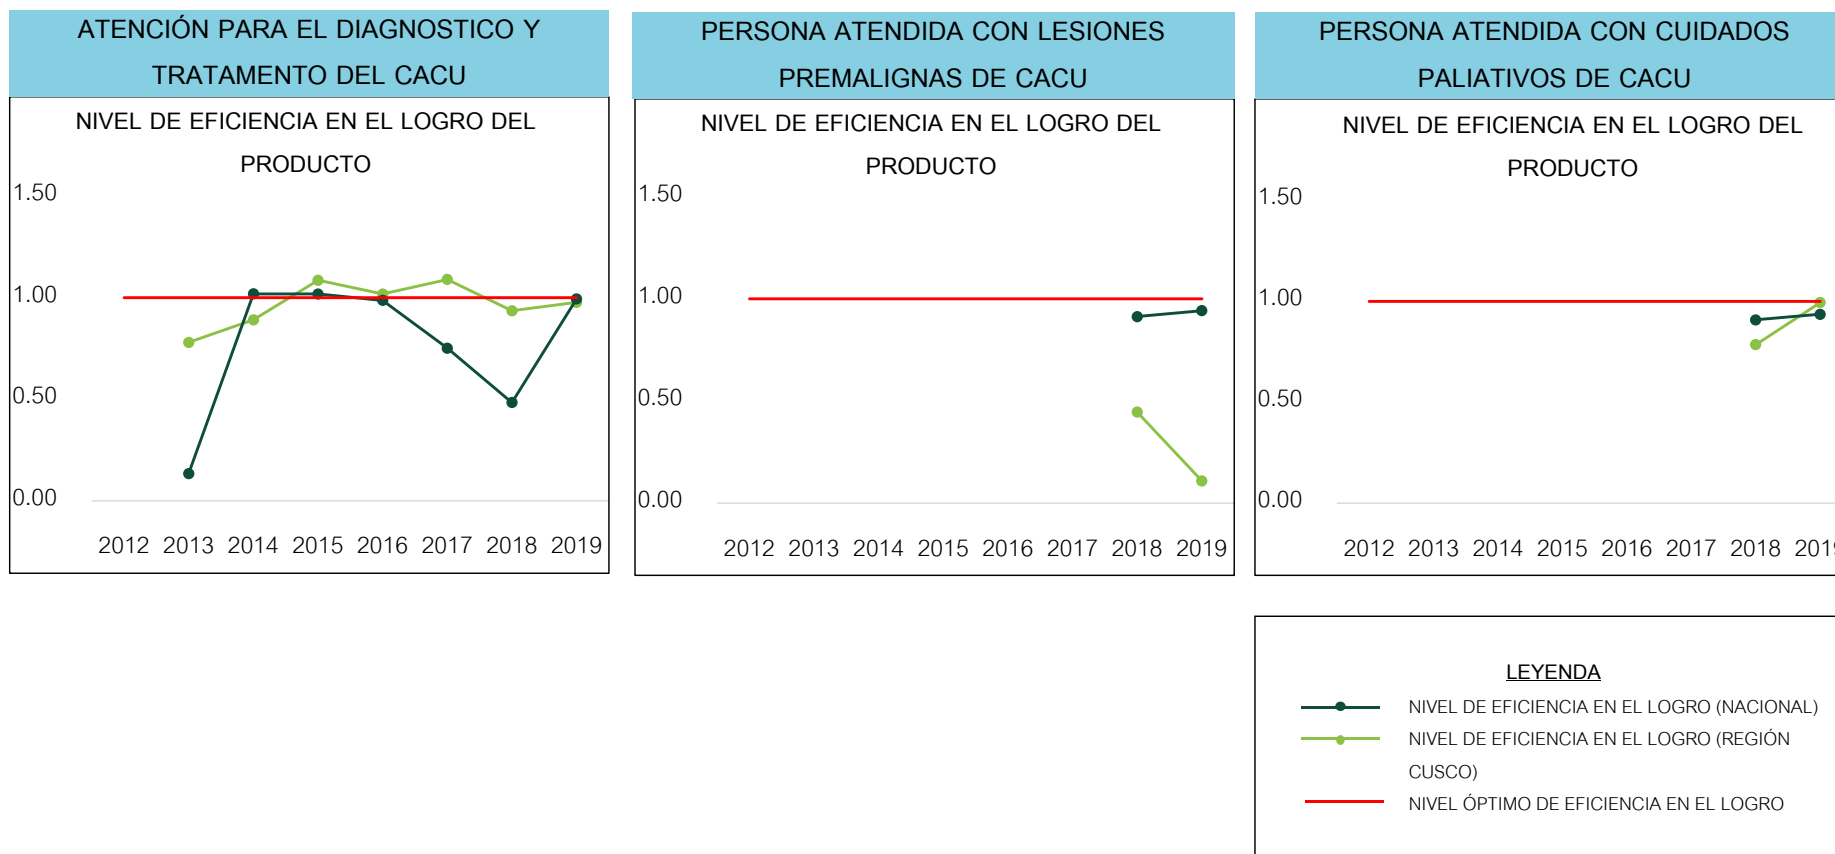 ATENCIÓN PARA EL DIAGNOSTICO Y
TRATAMENTO DEL CACU
NIVEL DE EFICIENCIA EN EL LOGRO DEL
PRODUCTO
1.50
1.00
0.50
0.00
2012 2013 2014 2015 2016 2017 2018 2019
PERSONA ATENDIDA CON LESIONES
PREMALIGNAS DE CACU
NIVEL DE EFICIENCIA EN EL LOGRO DEL
PRODUCTO
1.50
1.00
0.50
0.00
2012 2013 2014 2015 2016 2017 2018 2019
PERSONA ATENDIDA CON CUIDADOS
PALIATIVOS DE CACU
NIVEL DE EFICIENCIA EN EL LOGRO DEL
PRODUCTO
1.50
1.00
0.50
0.00
2012 2013 2014 2015 2016 2017 2018 2019
LEYENDA
NIVEL DE EFICIENCIA EN EL LOGRO (NACIONAL)
NIVEL DE EFICIENCIA EN EL LOGRO (REGIÓN
CUSCO)
NIVEL ÓPTIMO DE EFICIENCIA EN EL LOGRO